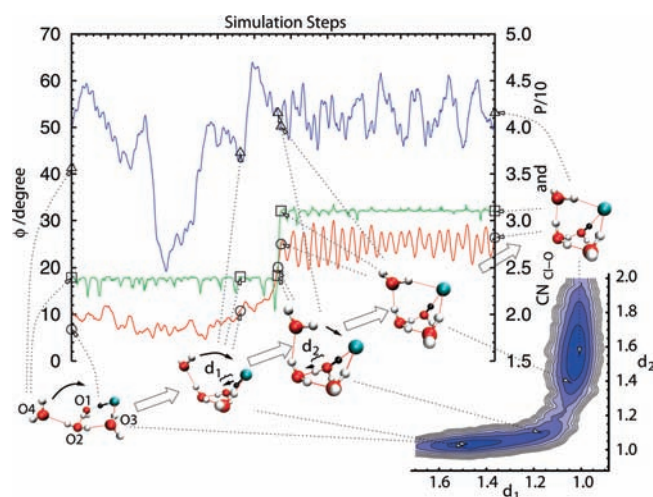 Simulation Steps
70
60
50
40
30
20
10
0
ϕ /degree
5.0
4.5
4.0
3.5
3.0
2.5
2.0
1.5
P/10
and
CN Cl–O
O4
O1
O2
O3
d1
d2
2.0
1.8
1.6
1.4
1.2
1.0
d2
1.6 1.4 1.2 1.0
d1